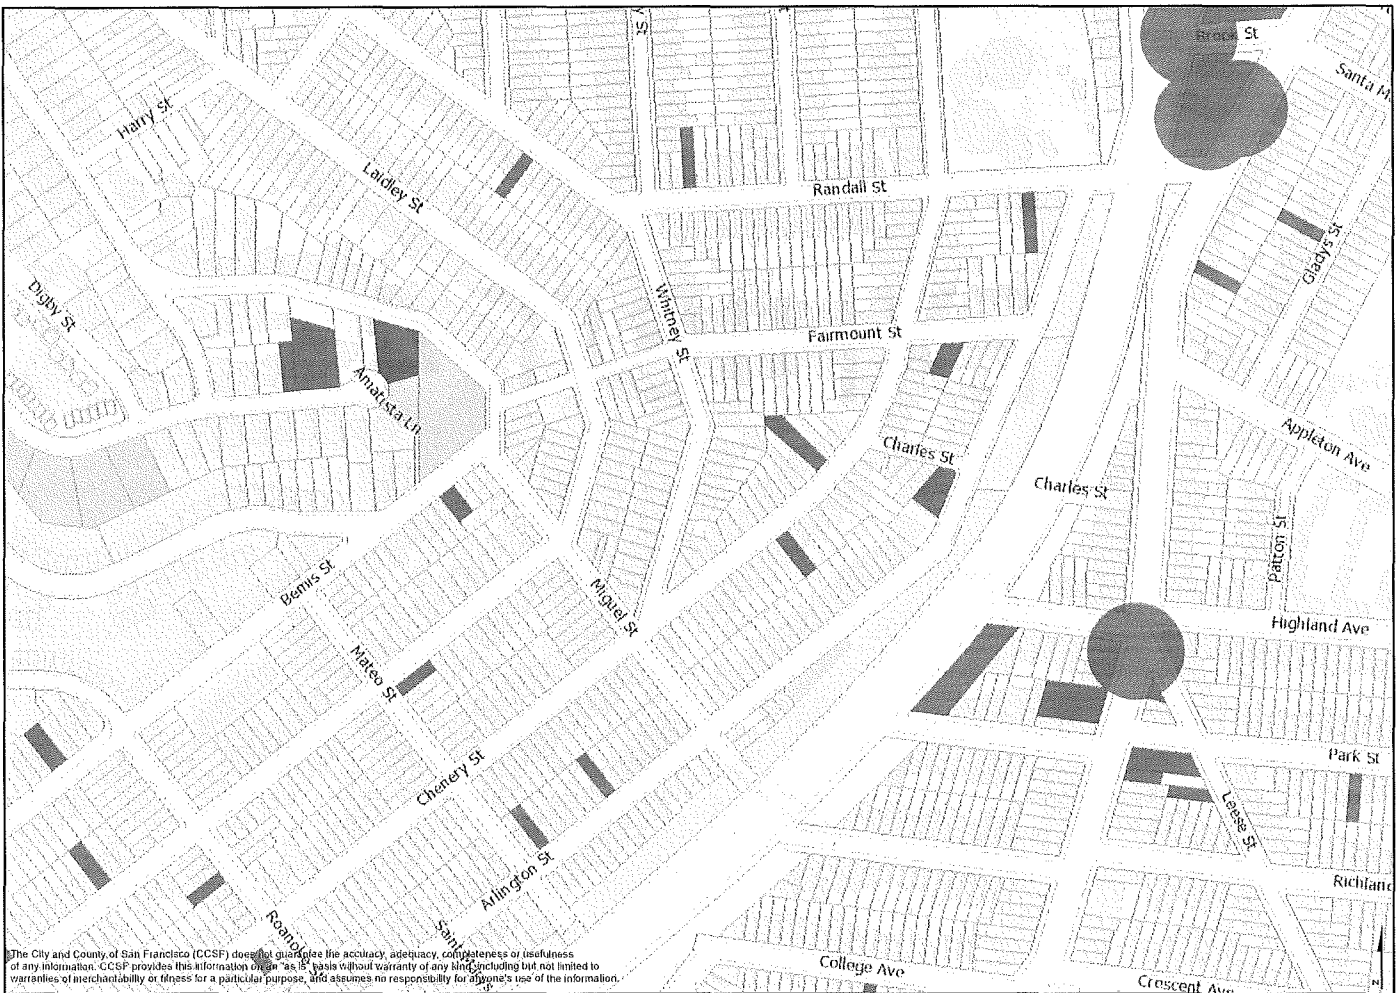 St
Brook St
Santa M
Harry St
Laidley St
Randall St
Gladys St
Digby St
Whitney St
Fairmount St
Amatista Ln
Appleton Ave
Charles St
Charles St
Patton St
Bemis St
Miguel St
Highland Ave
Mateo St
Park St
Chenery St
Leese St
Arlington St
Richland
Roanoke
College Ave
Crescent Ave
The City and County of San Francisco (CCSF) does not guarantee the accuracy, adequacy, completeness or usefulness
of any information. CCSF provides this information on an "as is" basis without warranty of any kind, including but not limited to
warranties of merchantability or fitness for a particular purpose, and assumes no responsibility for anyone's use of the information.